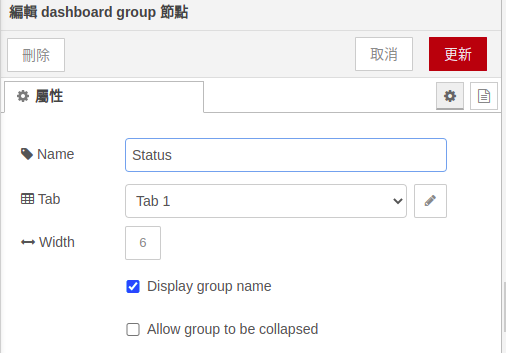 編輯 dashboard group 節點
刪除
取消
更新
屬性
Name
Status
Tab
Tab 1
Width
6
Display group name
Allow group to be collapsed